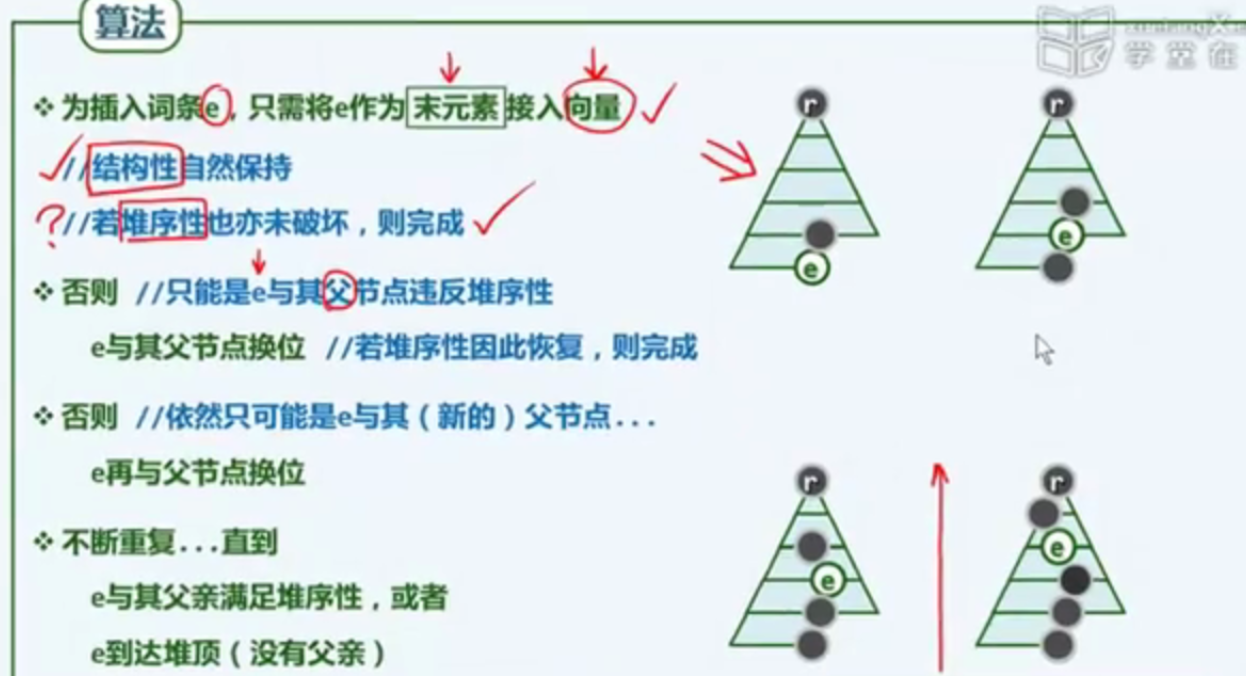 算法
学堂在
❖ 为插入词条e，只需将e作为末元素接入向量
//结构性自然保持
//若堆序性也亦未破坏，则完成
❖ 否则 //只能是e与其父节点违反堆序性
e与其父节点换位 //若堆序性因此恢复，则完成
❖ 否则 //依然只可能是e与其（新的）父节点...
e再与父节点换位
❖ 不断重复...直到
e与其父亲满足堆序性，或者
e到达堆顶（没有父亲）
?
r
e
r
e
r
e
r
e